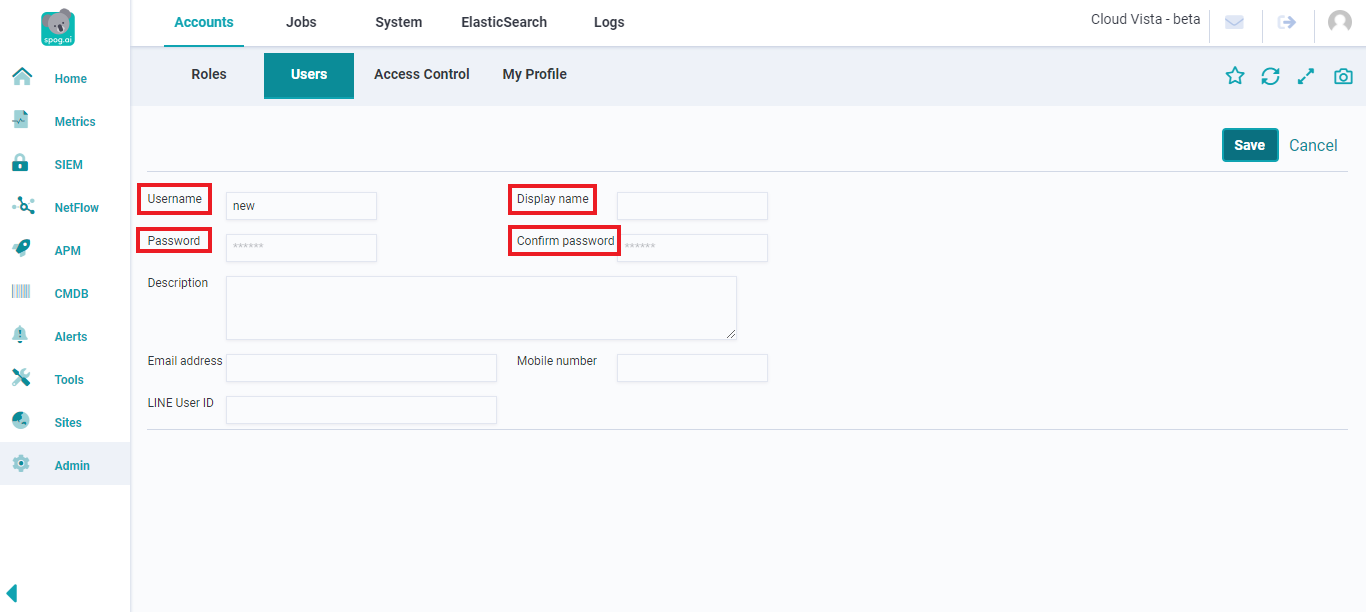 spog.ai
Accounts Jobs System ElasticSearch Logs Cloud Vista - beta
Roles Users Access Control My Profile
Home
Metrics
SIEM
NetFlow
APM
CMDB
Alerts
Tools
Sites
Admin
Save Cancel
Username new Display name
Password ****** Confirm password ******
Description
Email address Mobile number
LINE User ID